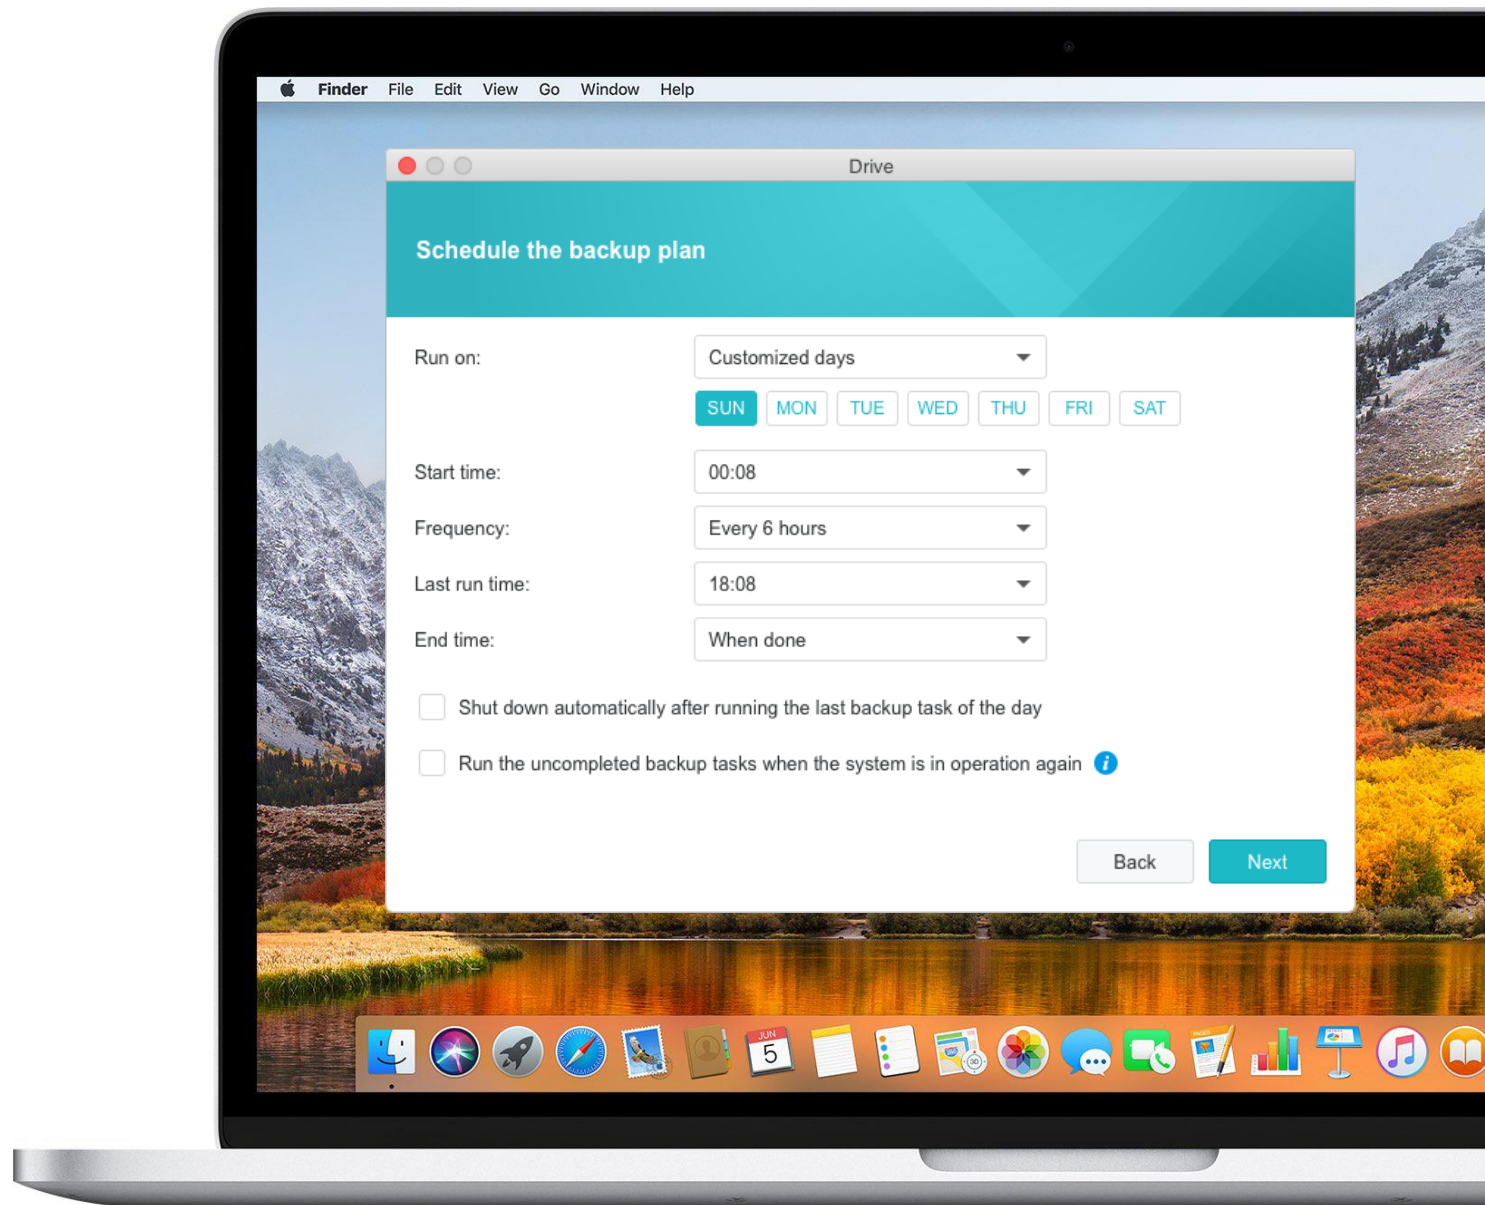 Finder File Edit View Go Window Help
Drive
Schedule the backup plan
Run on: Customized days
SUN MON TUE WED THU FRI SAT
Start time: 00:08
Frequency: Every 6 hours
Last run time: 18:08
End time: When done
Shut down automatically after running the last backup task of the day
Run the uncompleted backup tasks when the system is in operation again i
Back Next
JUN
5
PAGES
3D